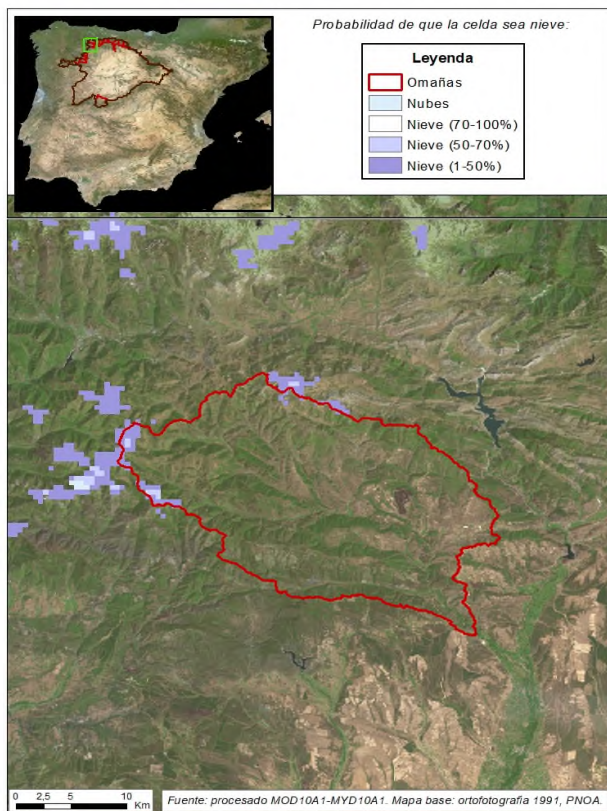 Probabilidad de que la celda sea nieve:
Leyenda
Omañas
Nubes
Nieve (70-100%)
Nieve (50-70%)
Nieve (1-50%)
0 2,5 5 10
Km
Fuente: procesado MOD10A1-MYD10A1. Mapa base: ortofotografia 1991, PNOA